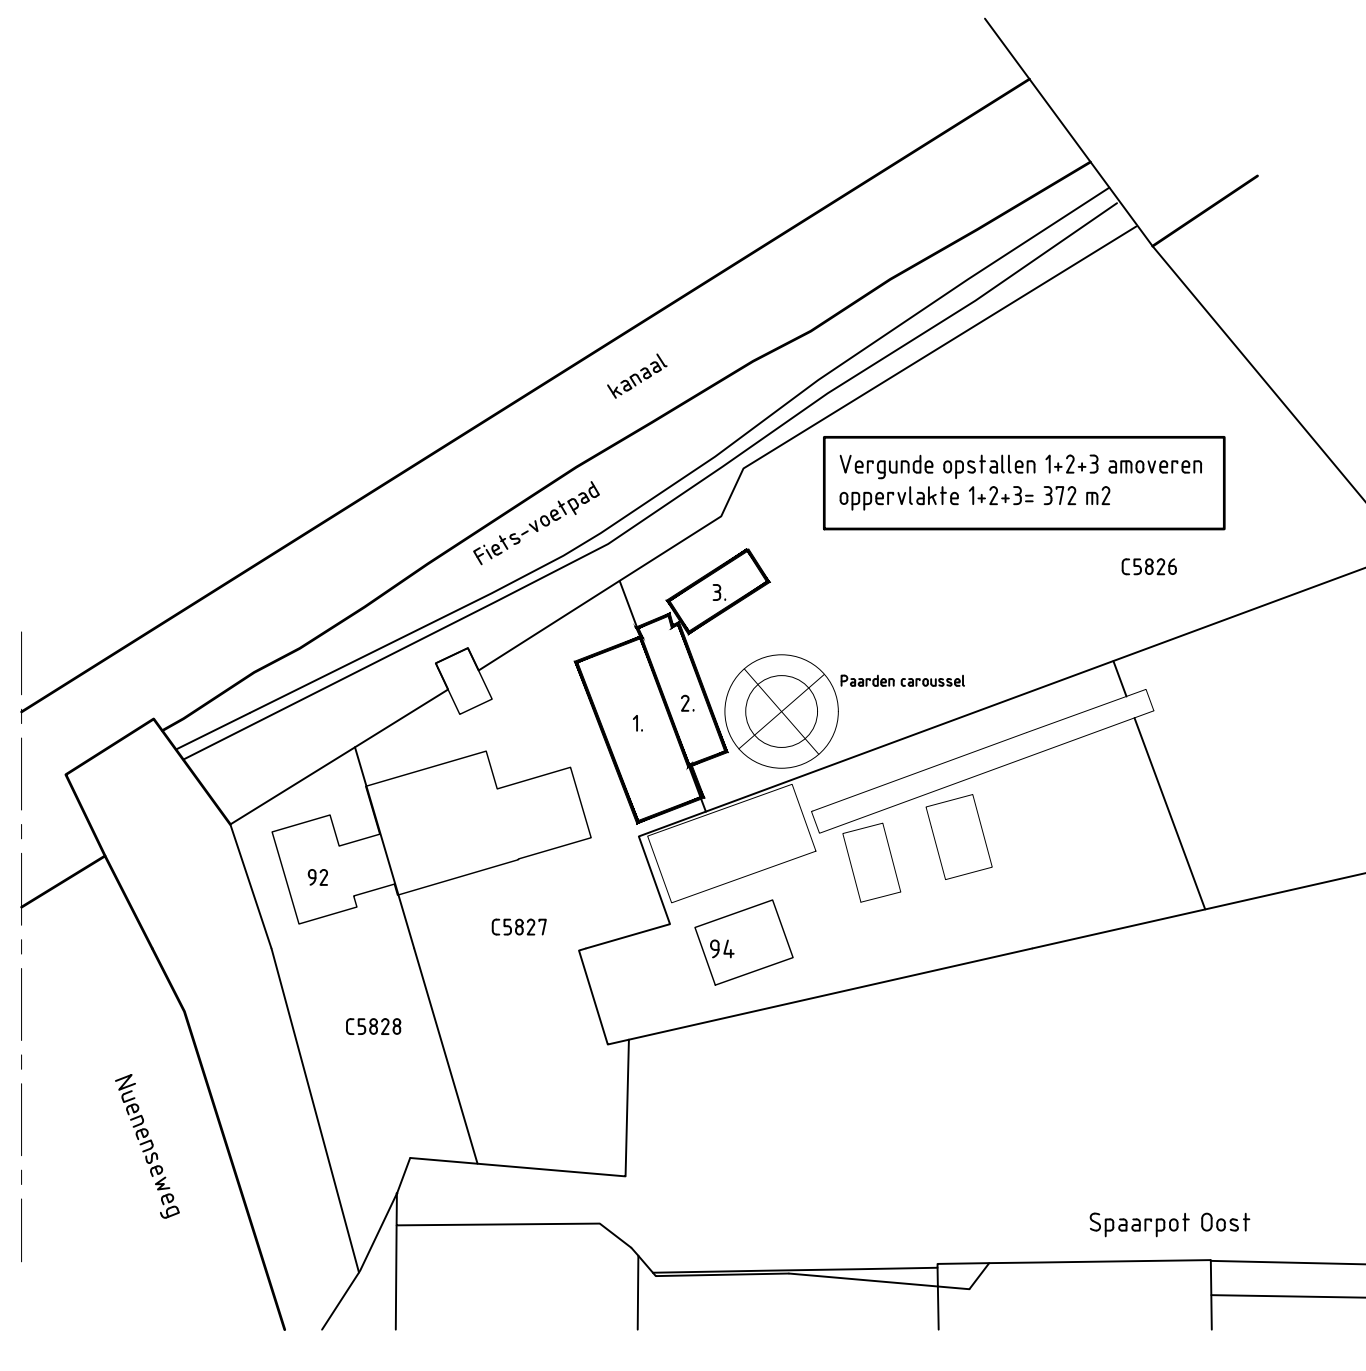 kanaal
Vergunde opstallen 1+2+3 amoveren
oppervlakte 1+2+3= 372 m2
Fiets-voetpad
C5826
3.
Paarden caroussel
2.
1.
92
C5827
94
C5828
Nuenenseweg
Spaarpot Oost